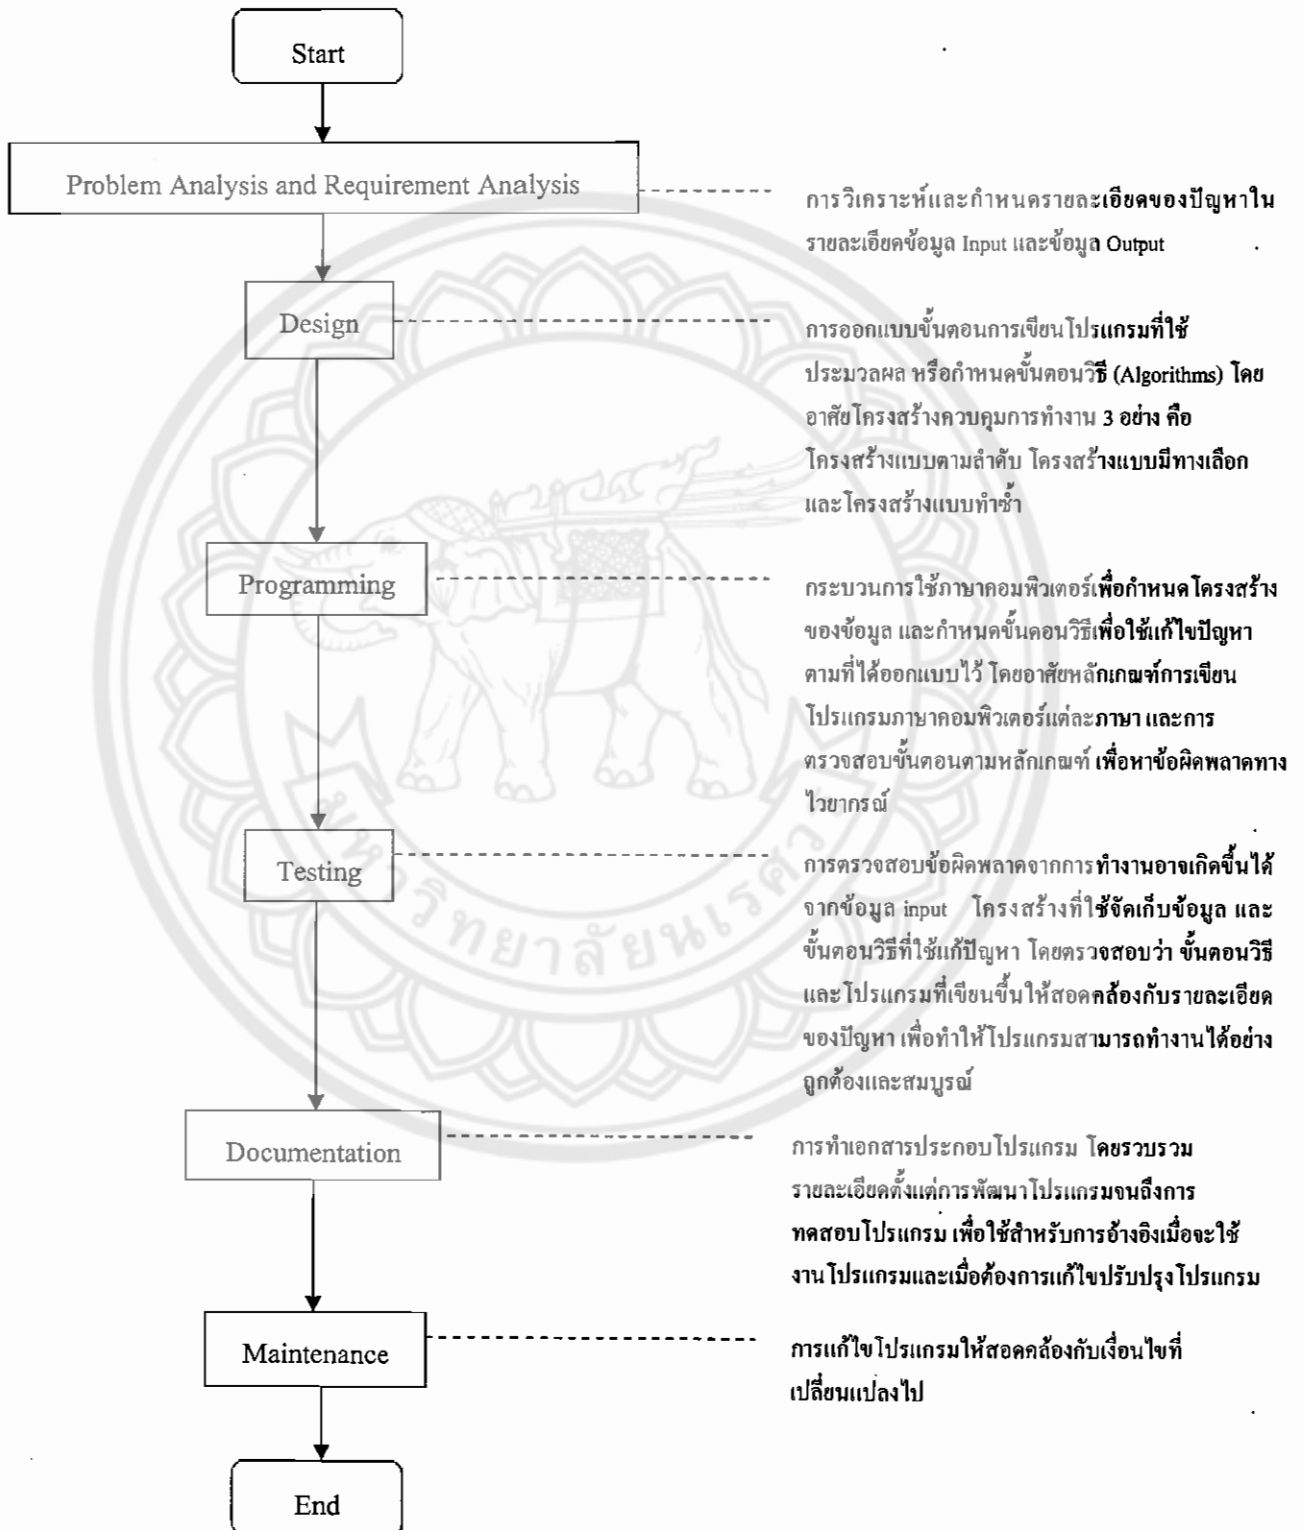 Start
Problem Analysis and Requirement Analysis
การวิเคราะห์และกำหนดรายละเอียดของปัญหาใน
รายละเอียดข้อมูล Input และข้อมูล Output
Design
การออกแบบขั้นตอนการเขียนโปรแกรมที่ใช้
ประมวลผล หรือกำหนดขั้นตอนวิธี (Algorithms) โดย
อาศัยโครงสร้างควบคุมการทำงาน 3 อย่าง คือ
โครงสร้างแบบตามลำดับ โครงสร้างแบบมีทางเลือก
และโครงสร้างแบบทำซ้ำ
Programming
กระบวนการใช้ภาษาคอมพิวเตอร์เพื่อกำหนดโครงสร้าง
ของข้อมูล และกำหนดขั้นตอนวิธีเพื่อใช้แก้ไขปัญหา
ตามที่ได้ออกแบบไว้ โดยอาศัยหลักเกณฑ์การเขียน
โปรแกรมภาษาคอมพิวเตอร์แต่ละภาษา และการ
ตรวจสอบขั้นตอนตามหลักเกณฑ์ เพื่อหาข้อผิดพลาดทาง
ไวยากรณ์
Testing
การตรวจสอบข้อผิดพลาดจากการทำงานอาจเกิดขึ้นได้
จากข้อมูล input โครงสร้างที่ใช้จัดเก็บข้อมูล และ
ขั้นตอนวิธีที่ใช้แก้ปัญหา โดยตรวจสอบว่า ขั้นตอนวิธี
และโปรแกรมที่เขียนขึ้นให้สอดคล้องกับรายละเอียด
ของปัญหา เพื่อทำให้โปรแกรมสามารถทำงานได้อย่าง
ถูกต้องและสมบูรณ์
มหาวิทยาลัยนเรศวร
Documentation
การทำเอกสารประกอบโปรแกรม โดยรวบรวม
รายละเอียดตั้งแต่การพัฒนาโปรแกรมจนถึงการ
ทดสอบโปรแกรม เพื่อใช้สำหรับการอ้างอิงเมื่อจะใช้
งานโปรแกรมและเมื่อต้องการแก้ไขปรับปรุงโปรแกรม
Maintenance
การแก้ไขโปรแกรมให้สอดคล้องกับเงื่อนไขที่
เปลี่ยนแปลงไป
End